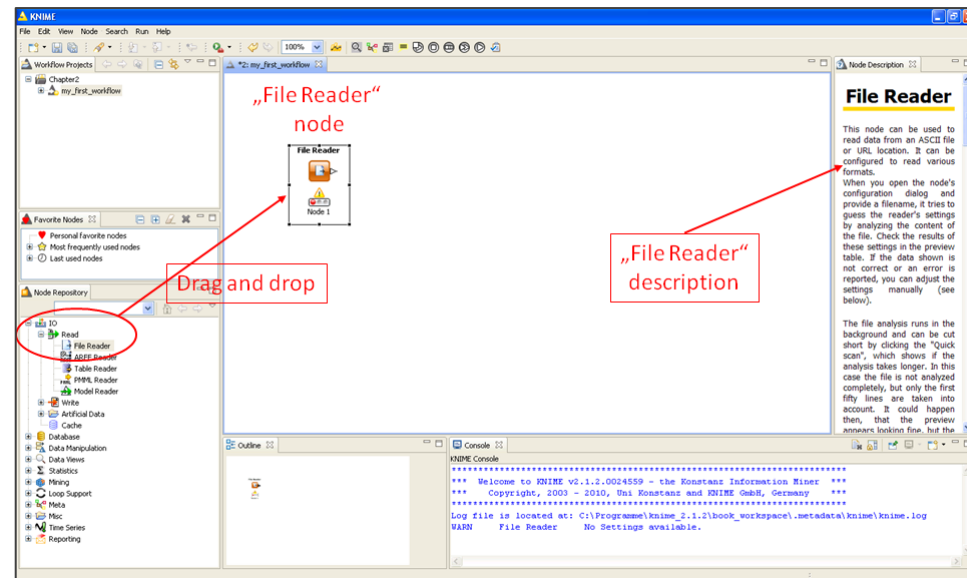 KNIME
File Edit View Node Search Run Help
100%
Workflow Projects
Chapter2
my_first_workflow
Favorite Nodes
Personal favorite nodes
Most frequently used nodes
Last used nodes
Node Repository
IO
Read
File Reader
ARFF Reader
Table Reader
PMML Reader
Model Reader
Write
Artificial Data
Cache
Database
Data Manipulation
Data Views
Statistics
Mining
Loop Support
Meta
Misc
Time Series
Reporting
*2: my_first_workflow
„File Reader“
node
File Reader
Node 1
Drag and drop
„File Reader“
description
Node Description
File Reader
This node can be used to
read data from an ASCII file
or URL location. It can be
configured to read various
formats.
When you open the node's
configuration dialog and
provide a filename, it tries to
guess the reader's settings
by analyzing the content of
the file. Check the results of
these settings in the preview
table. If the data shown is
not correct or an error is
reported, you can adjust the
settings manually (see
below).
The file analysis runs in the
background and can be cut
short by clicking the "Quick
scan", which shows if the
analysis takes longer. In this
case the file is not analyzed
completely, but only the first
fifty lines are taken into
account. It could happen
then, that the preview
appears looking fine, but the
Outline
Console
KNIME Console
***********************************************************************
*** Welcome to KNIME v2.1.2.0024559 - the Konstanz Information Miner ***
*** Copyright, 2003 - 2010, Uni Konstanz and KNIME GmbH, Germany ***
***********************************************************************
Log file is located at: C:\Programme\knime_2.1.2\book_workspace\.metadata\knime\knime.log
WARN File Reader No Settings available.